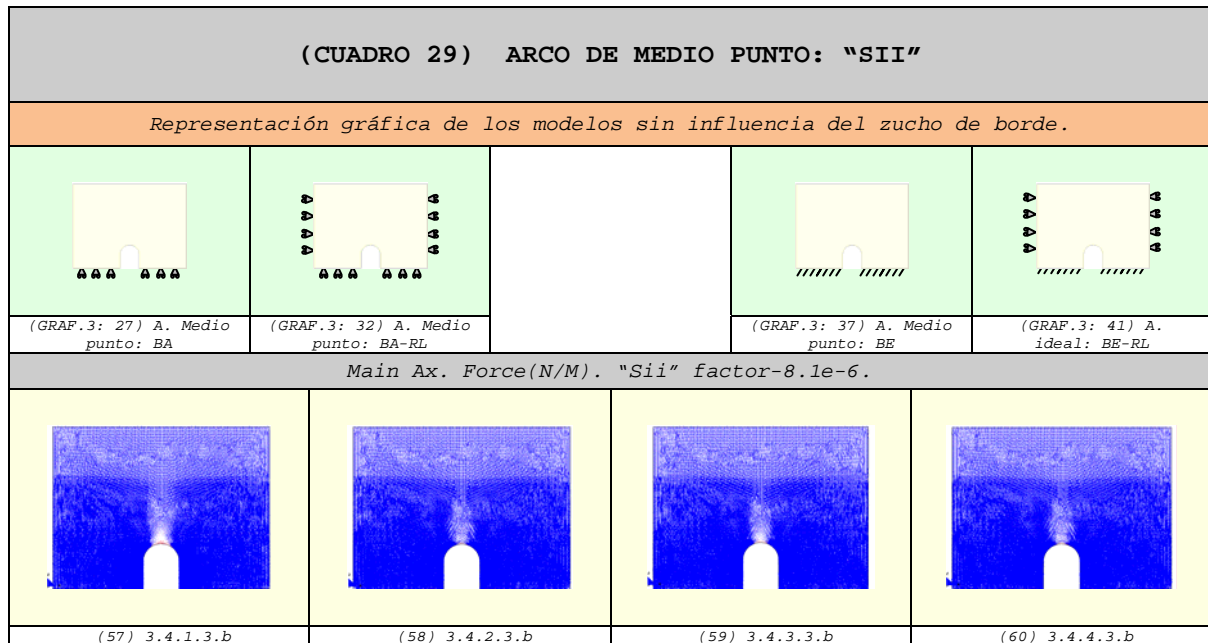 (CUADRO 29) ARCO DE MEDIO PUNTO: “SII”
Representación gráfica de los modelos sin influencia del zucho de borde.
(GRAF.3: 27) A. Medio
punto: BA
(GRAF.3: 32) A. Medio
punto: BA-RL
(GRAF.3: 37) A. Medio
punto: BE
(GRAF.3: 41) A.
ideal: BE-RL
Main Ax. Force(N/M). “Sii” factor-8.1e-6.
(57) 3.4.1.3.b
(58) 3.4.2.3.b
(59) 3.4.3.3.b
(60) 3.4.4.3.b